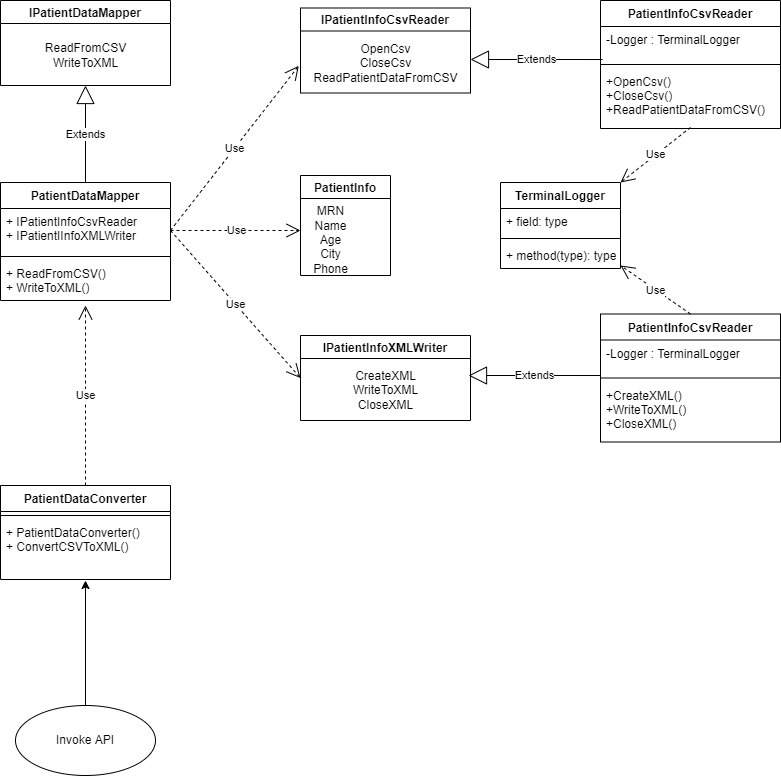 IPatientDataMapper
ReadFromCSV
WriteToXML
Extends
PatientDataMapper
+ IPatientInfoCsvReader
+ IPatientIInfoXMLWriter
+ ReadFromCSV()
+ WriteToXML()
Use
PatientDataConverter
+ PatientDataConverter()
+ ConvertCSVToXML()
Invoke API
Use
Use
Use
IPatientInfoCsvReader
OpenCsv
CloseCsv
ReadPatientDataFromCSV
PatientInfo
MRN
Name
Age
City
Phone
IPatientInfoXMLWriter
CreateXML
WriteToXML
CloseXML
Extends
Extends
PatientInfoCsvReader
-Logger : TerminalLogger
+OpenCsv()
+CloseCsv()
+ReadPatientDataFromCSV()
Use
TerminalLogger
+ field: type
+ method(type): type
Use
PatientInfoCsvReader
-Logger : TerminalLogger
+CreateXML()
+WriteToXML()
+CloseXML()